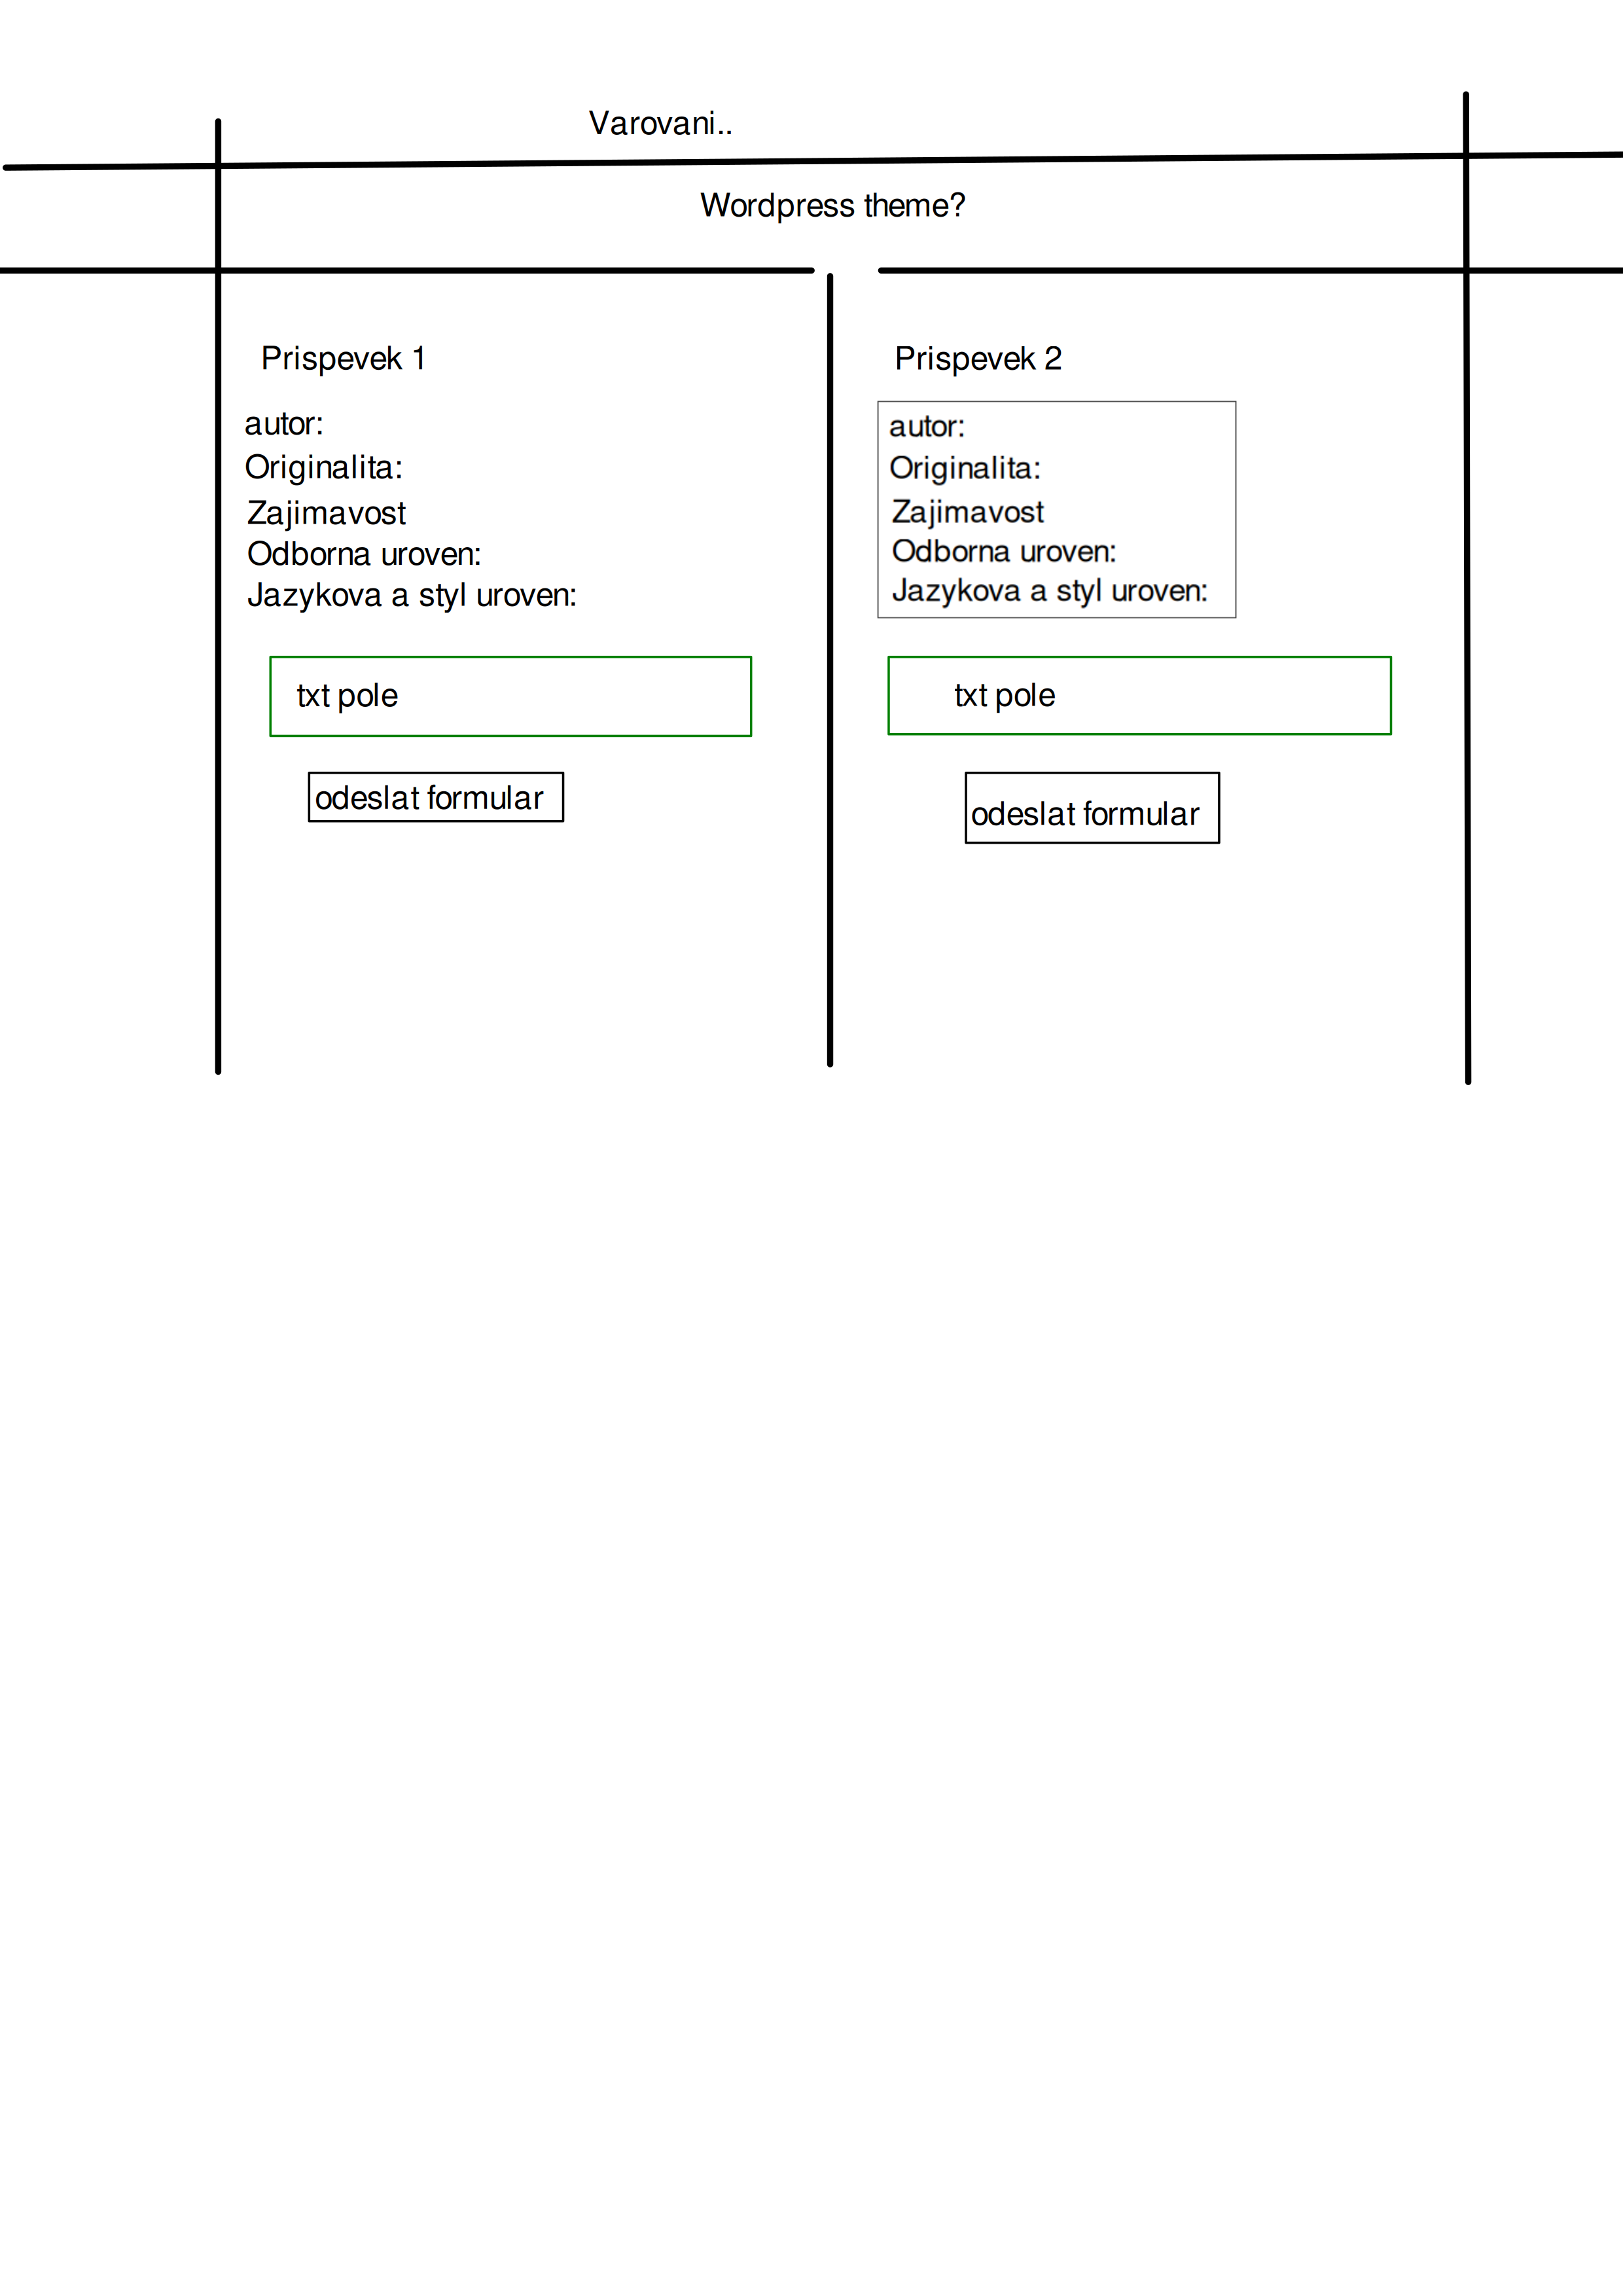 Varovani..
Wordpress theme?
Prispevek 1
autor:
Originalita:
Zajimavost
Odborna uroven:
Jazykova a styl uroven:
txt pole
odeslat formular
Prispevek 2
autor:
Originalita:
Zajimavost
Odborna uroven:
Jazykova a styl uroven:
txt pole
odeslat formular